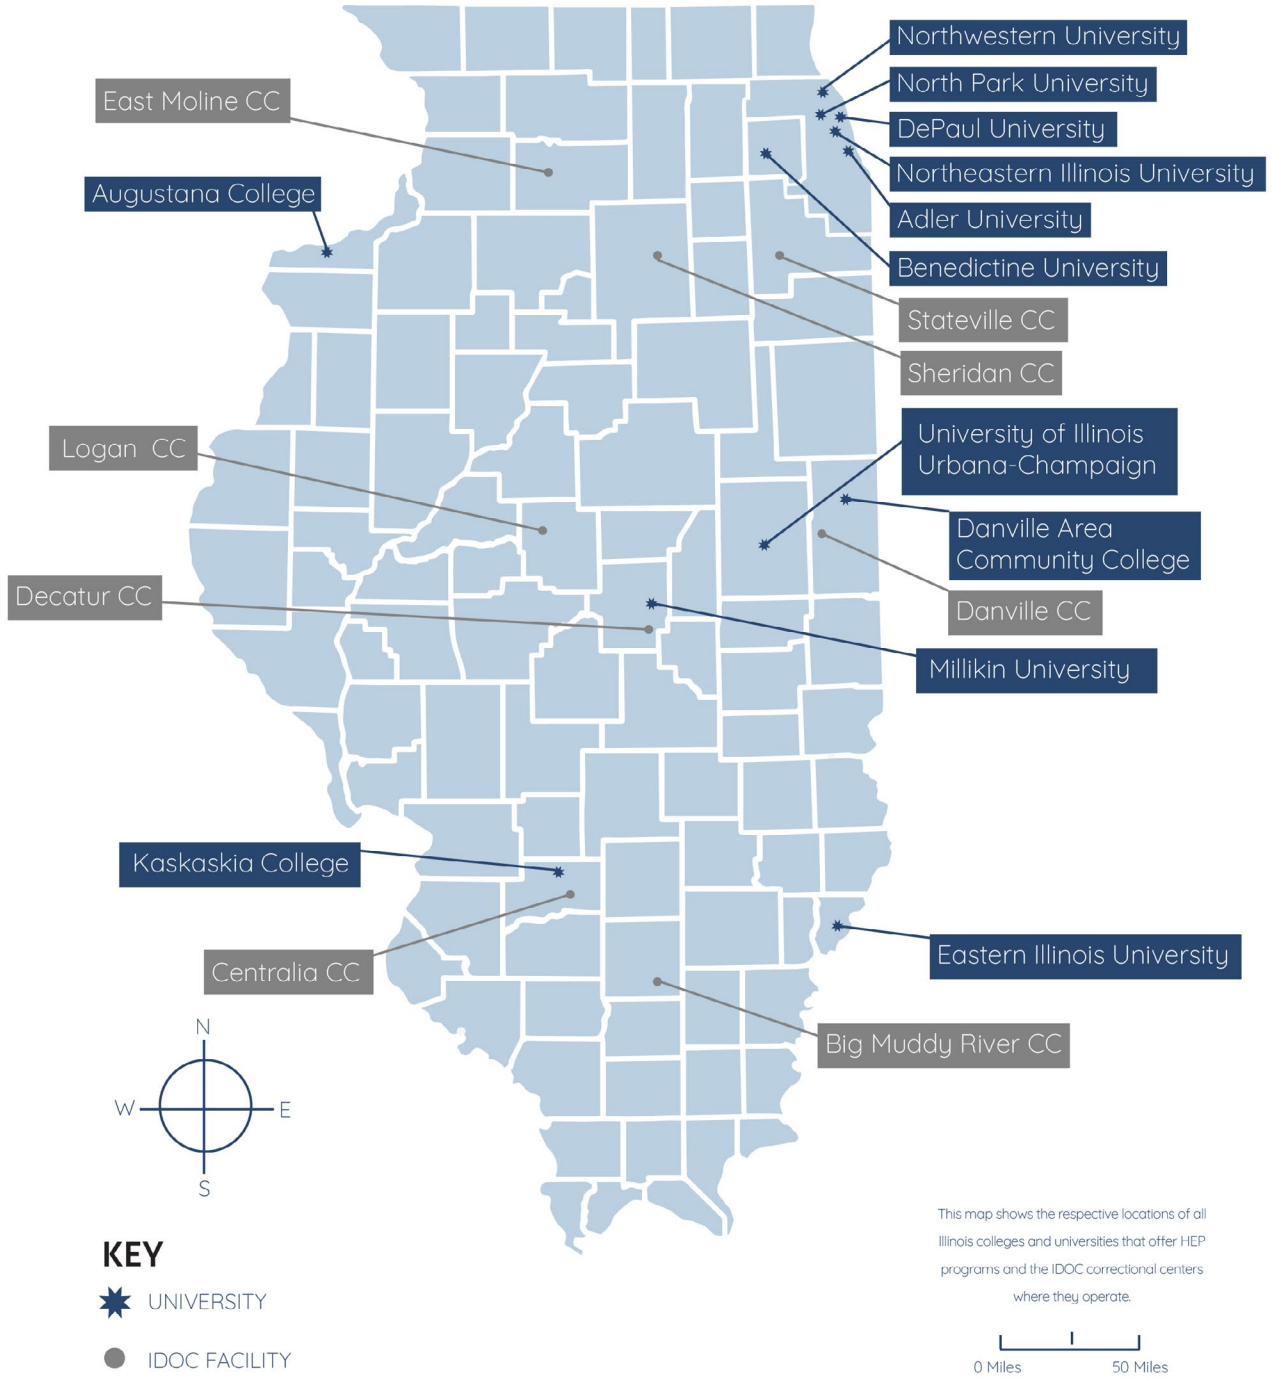 Northwestern University
East Moline CC
North Park University
DePaul University
Augustana College
Northeastern Illinois University
Adler University
Benedictine University
Stateville CC
Sheridan CC
Logan CC
University of Illinois
Urbana-Champaign
Danville Area
Community College
Decatur CC
Danville CC
Millikin University
Kaskaskia College
Eastern Illinois University
Centralia CC
Big Muddy River CC
N
W
E
S
KEY
UNIVERSITY
IDOC FACILITY
This map shows the respective locations of all
Illinois colleges and universities that offer HEP
programs and the IDOC correctional centers
where they operate.
0 Miles
50 Miles